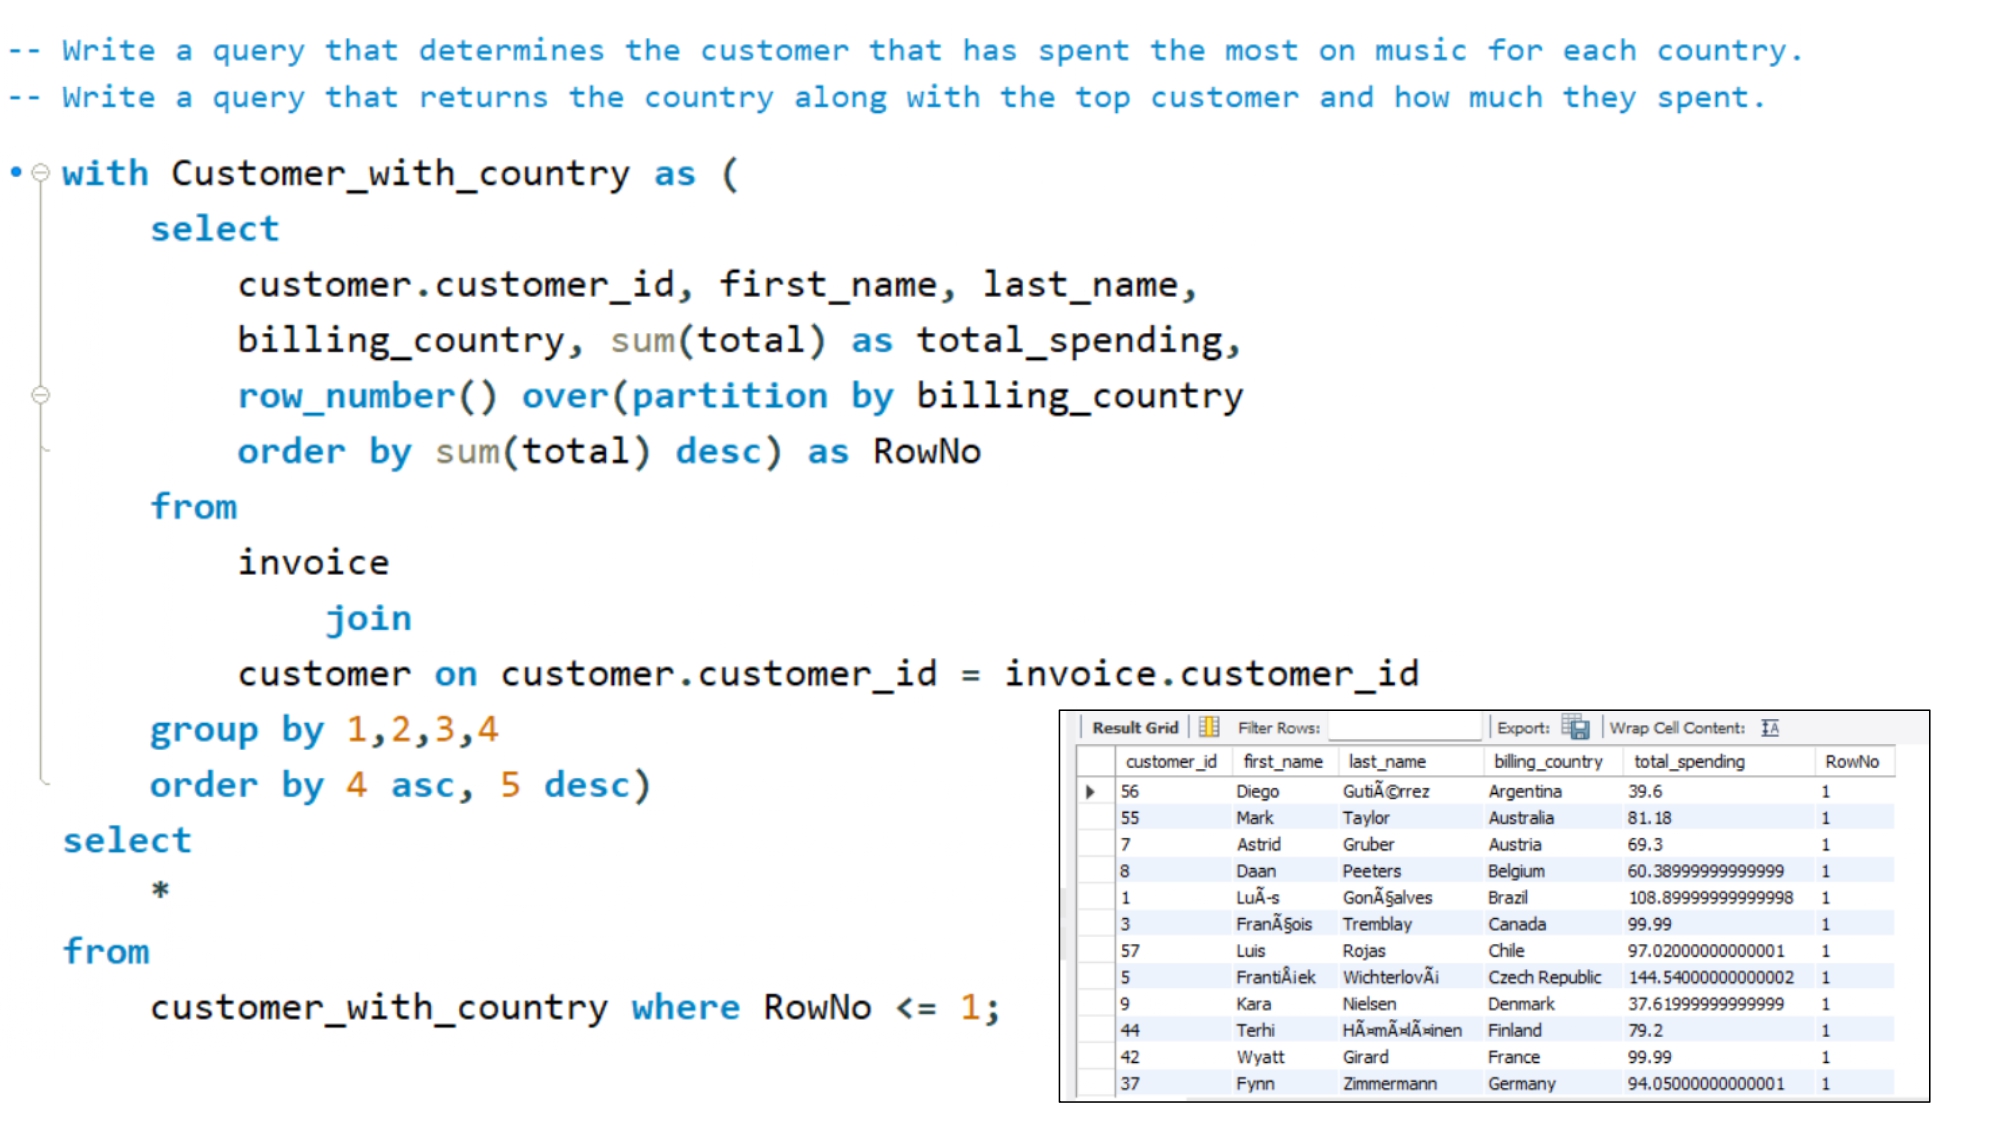 -- Write a query that determines the customer that has spent the most on music for each country.
-- Write a query that returns the country along with the top customer and how much they spent.
with Customer_with_country as (
select
customer.customer_id, first_name, last_name,
billing_country, sum(total) as total_spending,
row_number() over(partition by billing_country
order by sum(total) desc) as RowNo
from
invoice
join
customer on customer.customer_id = invoice.customer_id
group by 1,2,3,4
order by 4 asc, 5 desc)
select
*
from
customer_with_country where RowNo <= 1;
Result Grid Filter Rows: Export: Wrap Cell Content:
customer_id first_name last_name billing_country total_spending RowNo
56 Diego GutiÃ©rrez Argentina 39.6 1
55 Mark Taylor Australia 81.18 1
7 Astrid Gruber Austria 69.3 1
8 Daan Peeters Belgium 60.38999999999999 1
1 LuÃ-s GonÃ§alves Brazil 108.89999999999998 1
3 FranÃ§ois Tremblay Canada 99.99 1
57 Luis Rojas Chile 97.02000000000001 1
5 FrantiÅ¡ek WichterlovÃ¡ Czech Republic 144.54000000000002 1
9 Kara Nielsen Denmark 37.61999999999999 1
44 Terhi HÃ¤mÃ¤lÃ¤inen Finland 79.2 1
42 Wyatt Girard France 99.99 1
37 Fynn Zimmermann Germany 94.05000000000001 1